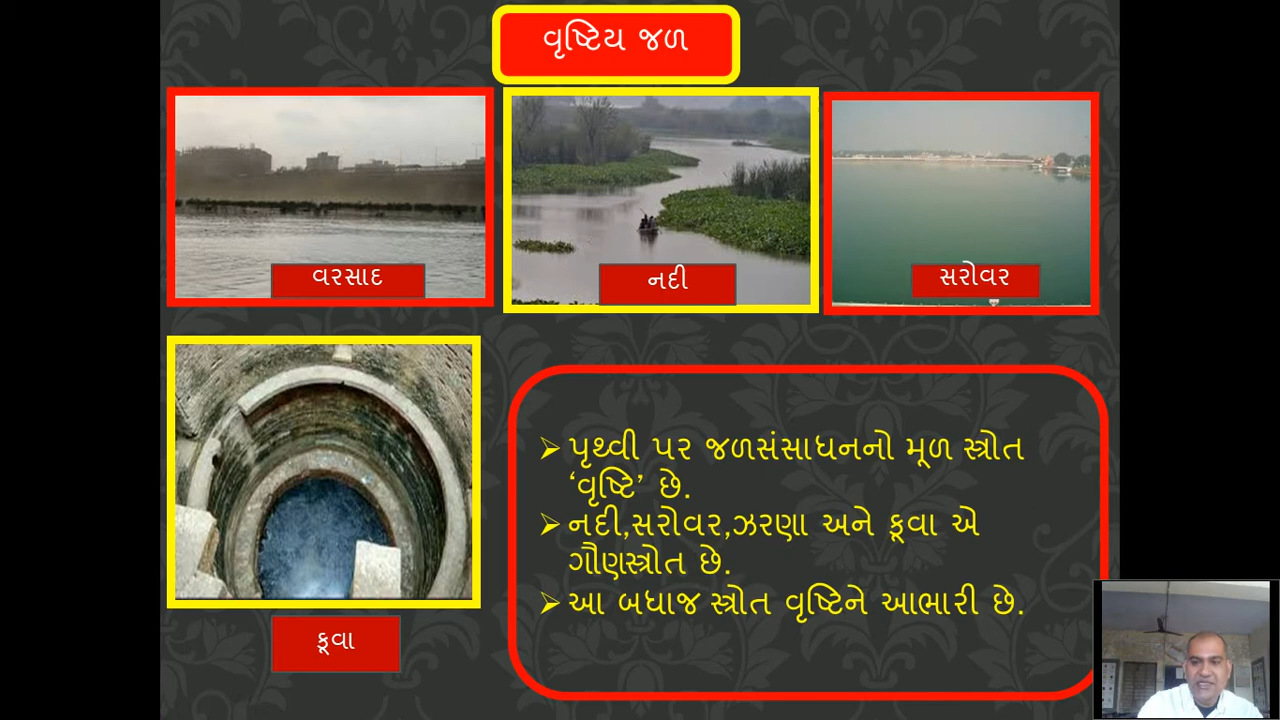 વૃષ્ટિય જળ
વરસાદ
નદી
સરોવર
કૂવા
➢ પૃથ્વી પર જળસંસાધનનો મૂળ સ્ત્રોત
‘વૃષ્ટિ’ છે.
➢ નદી,સરોવર,ઝરણા અને કૂવા એ
ગૌણસ્ત્રોત છે.
➢ આ બધાજ સ્ત્રોત વૃષ્ટિને આભારી છે.